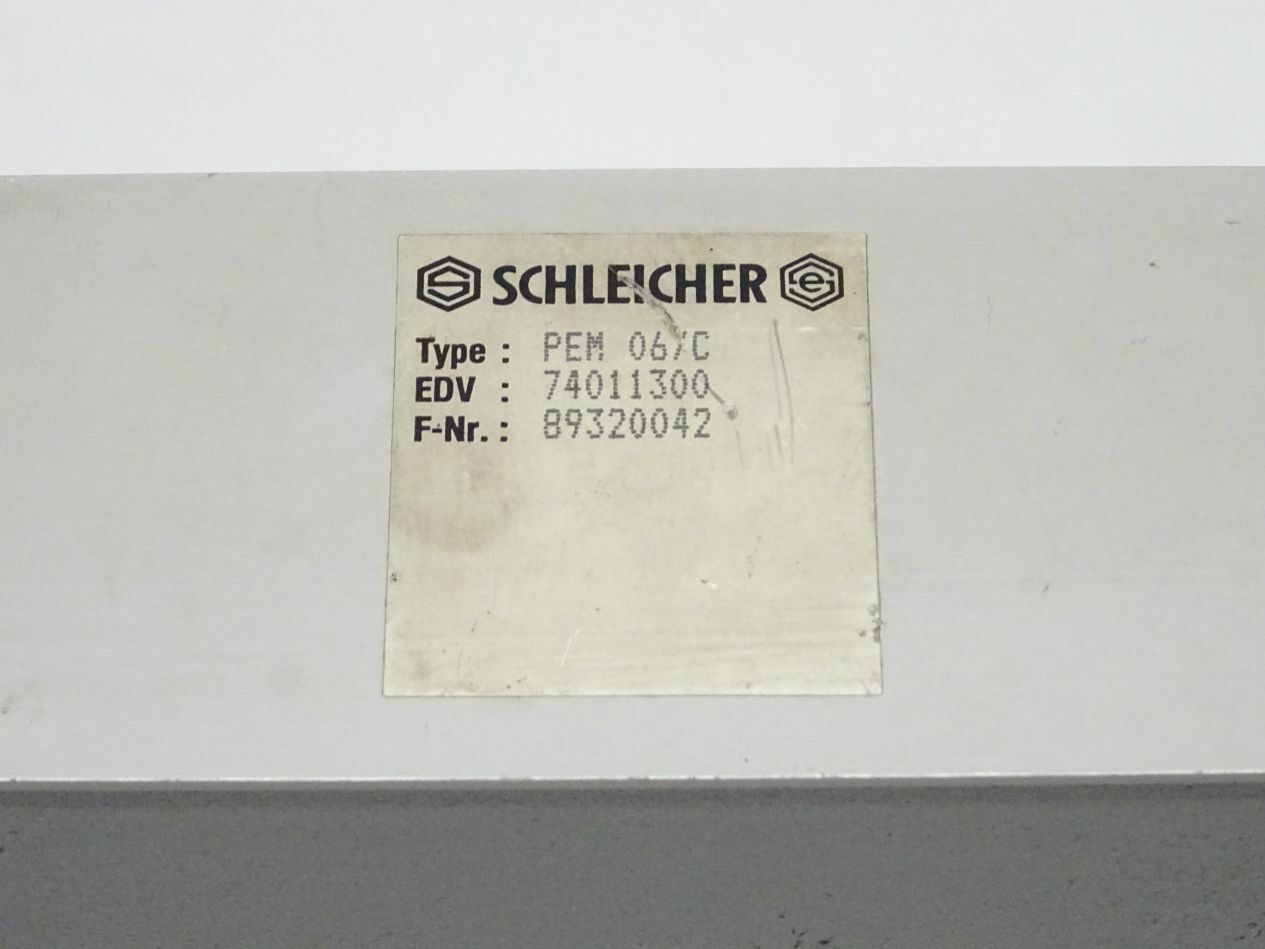 SCHLEICHER
Type : PEM 06/C
EDV : 74011300
F-Nr. : 89320042